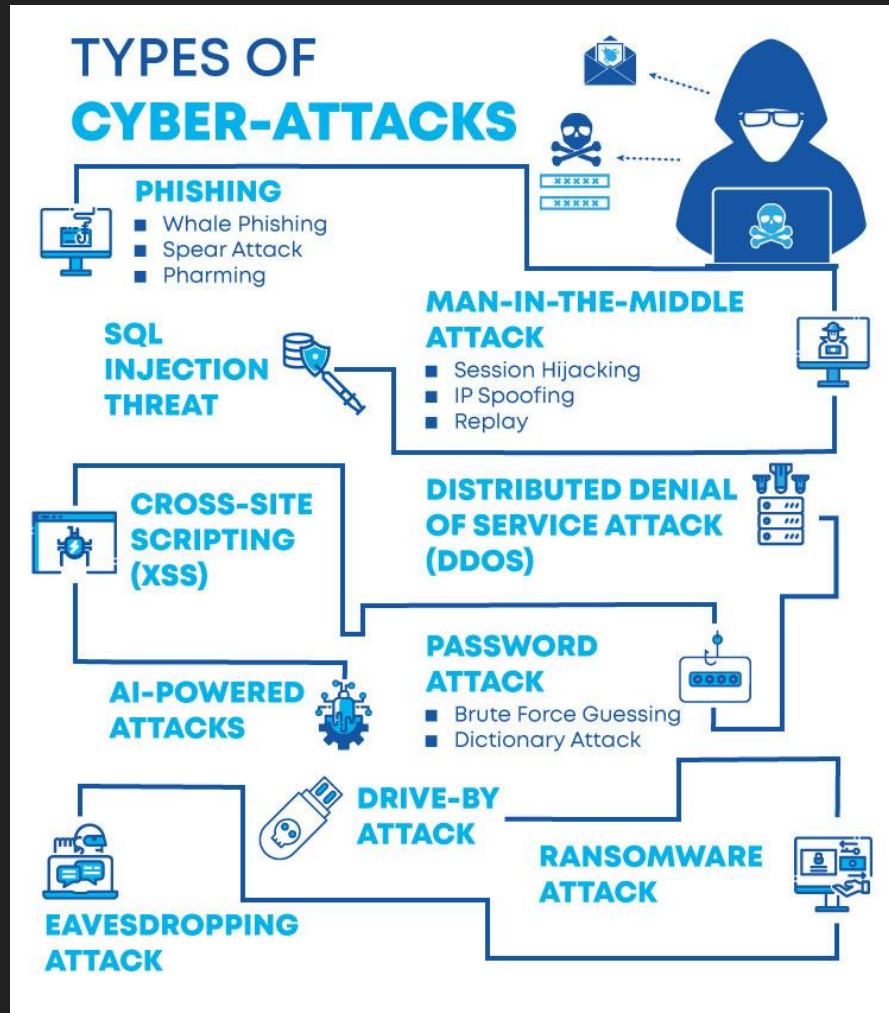 TYPES OF
CYBER-ATTACKS
xxxxx
xxxxx
PHISHING
Whale Phishing
Spear Attack
Pharming
MAN-IN-THE-MIDDLE
ATTACK
Session Hijacking
IP Spoofing
Replay
SQL
INJECTION
THREAT
CROSS-SITE
SCRIPTING
(XSS)
DISTRIBUTED DENIAL
OF SERVICE ATTACK
(DDOS)
PASSWORD
ATTACK
Brute Force Guessing
Dictionary Attack
AI-POWERED
ATTACKS
DRIVE-BY
ATTACK
RANSOMWARE
ATTACK
EAVESDROPPING
ATTACK